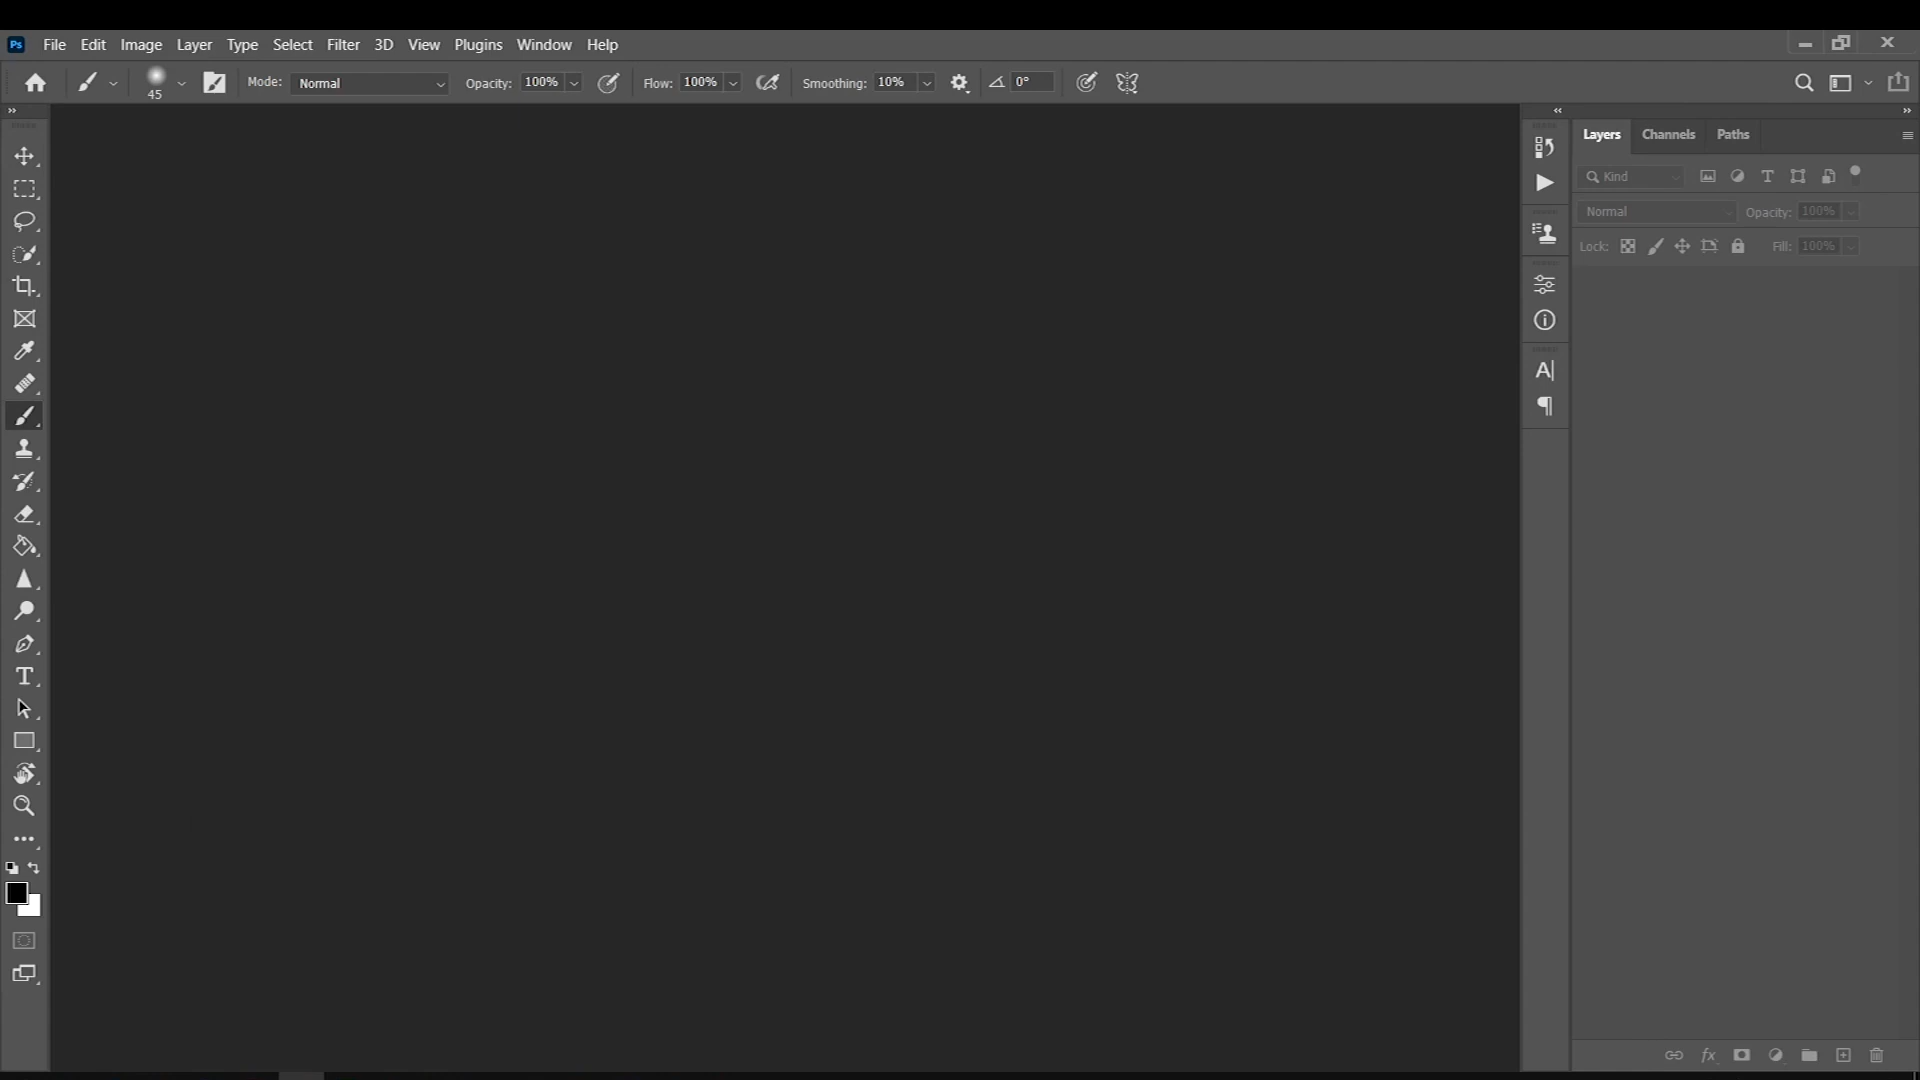 Ps File Edit Image Layer Type Select Filter 3D View Plugins Window Help
45 Mode: Normal Opacity: 100% Flow: 100% Smoothing: 10% 0°
Layers Channels Paths
Kind
Normal Opacity: 100%
Lock: Fill: 100%